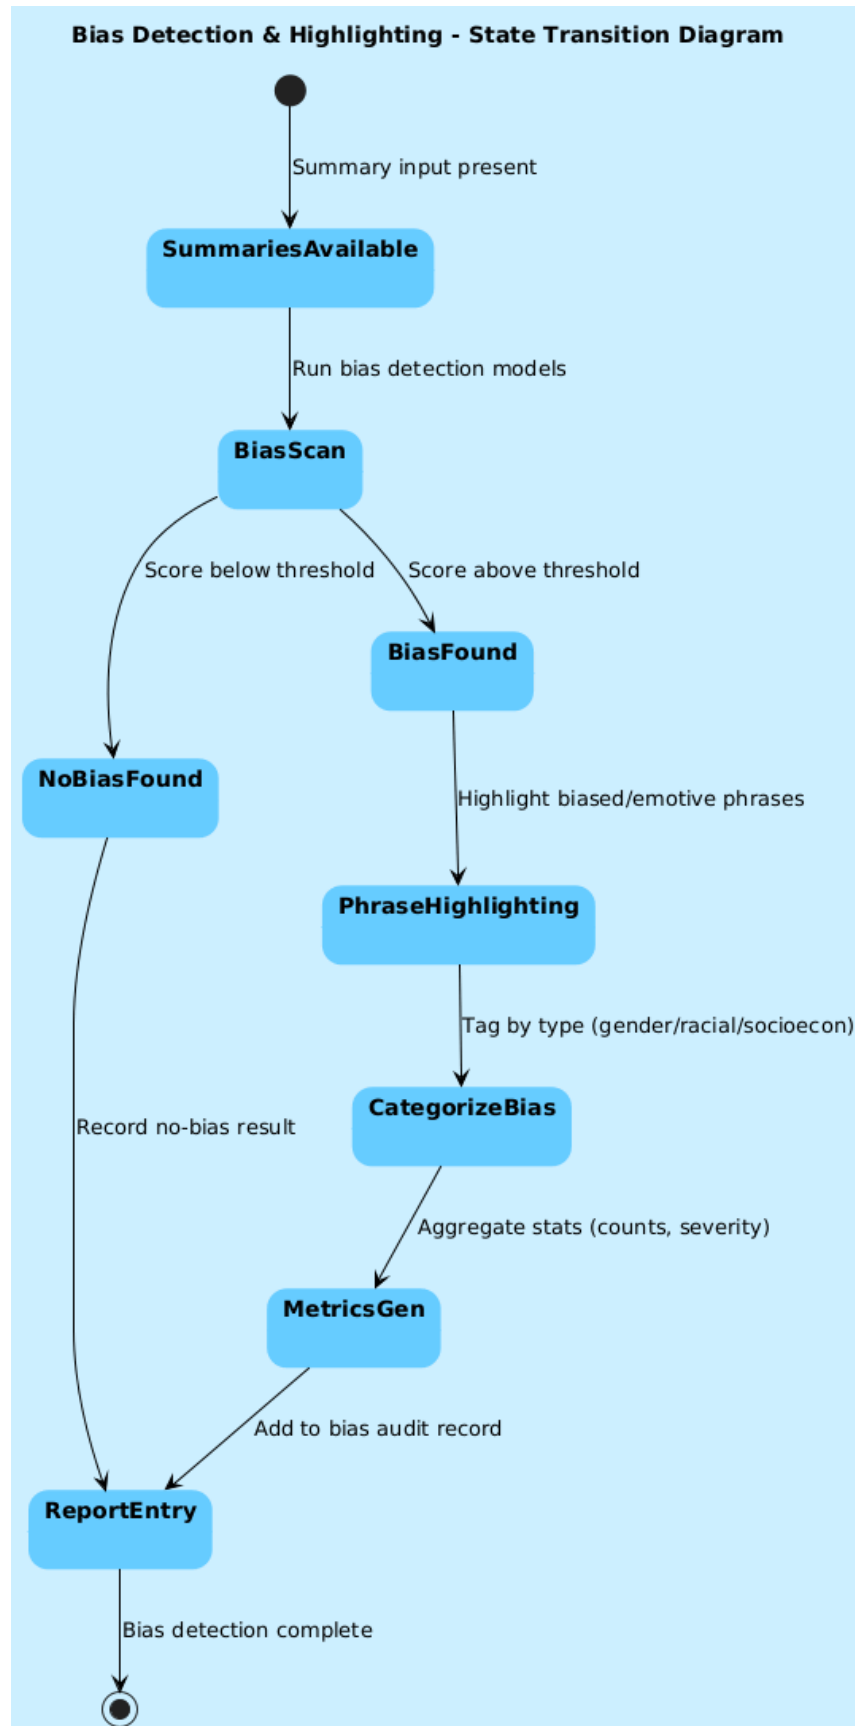 Bias Detection & Highlighting - State Transition Diagram
Summary input present
SummariesAvailable
Run bias detection models
BiasScan
Score below threshold
Score above threshold
BiasFound
NoBiasFound
Highlight biased/emotive phrases
PhraseHighlighting
Tag by type (gender/racial/socioecon)
CategorizeBias
Record no-bias result
Aggregate stats (counts, severity)
MetricsGen
Add to bias audit record
ReportEntry
Bias detection complete